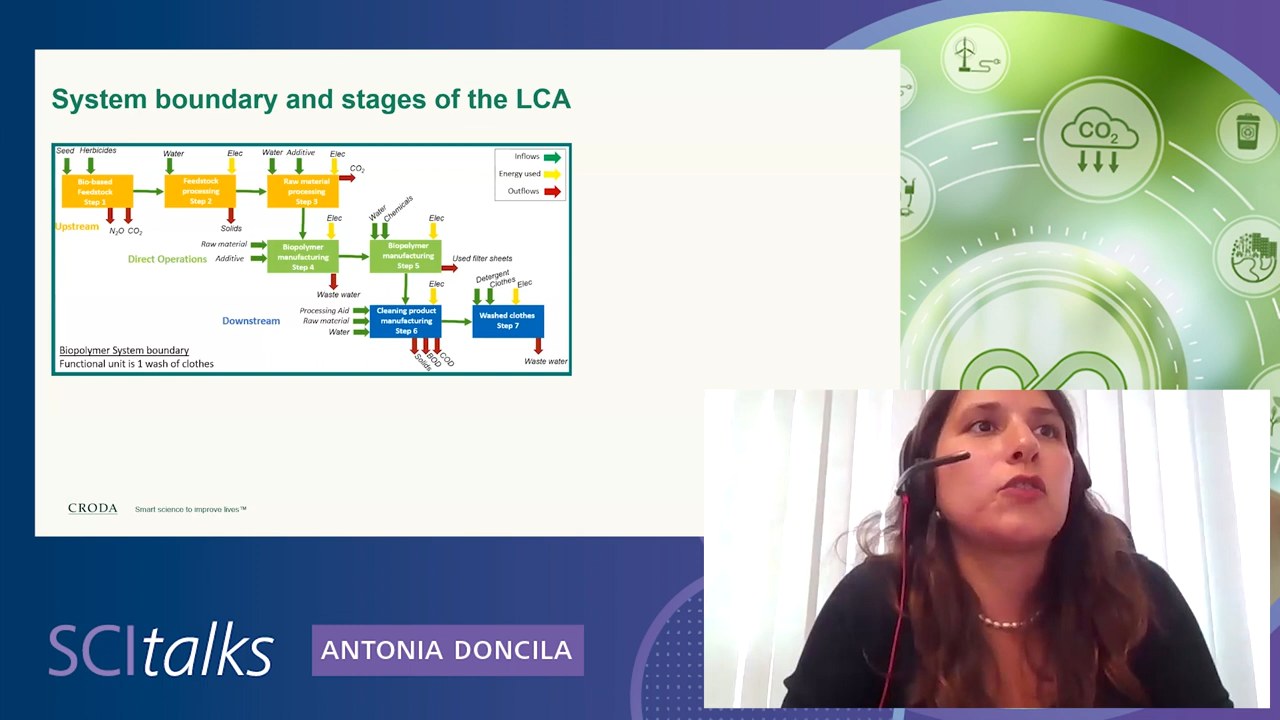 System boundary and stages of the LCA
Seed Herbicides
Water
Elec
Water Additive
Elec
CO2
Inflows
Energy used
Outflows
Bio-based
Feedstock
Step 1
Feedstock
processing
Step 2
Raw material
processing
Step 3
Upstream
N2O CO2
Solids
Elec
Water
Chemicals
Elec
Raw material
Additive
Direct Operations
Biopolymer
manufacturing
Step 4
Biopolymer
manufacturing
Step 5
Used filter sheets
Waste water
Elec
Detergent
Clothes
Elec
Downstream
Processing Aid
Raw material
Water
Cleaning product
manufacturing
Step 6
Washed clothes
Step 7
Solids
BOD
COD
Waste water
Biopolymer System boundary
Functional unit is 1 wash of clothes
CO2
CRODA Smart science to improve lives™
SCItalks
ANTONIA DONCILA